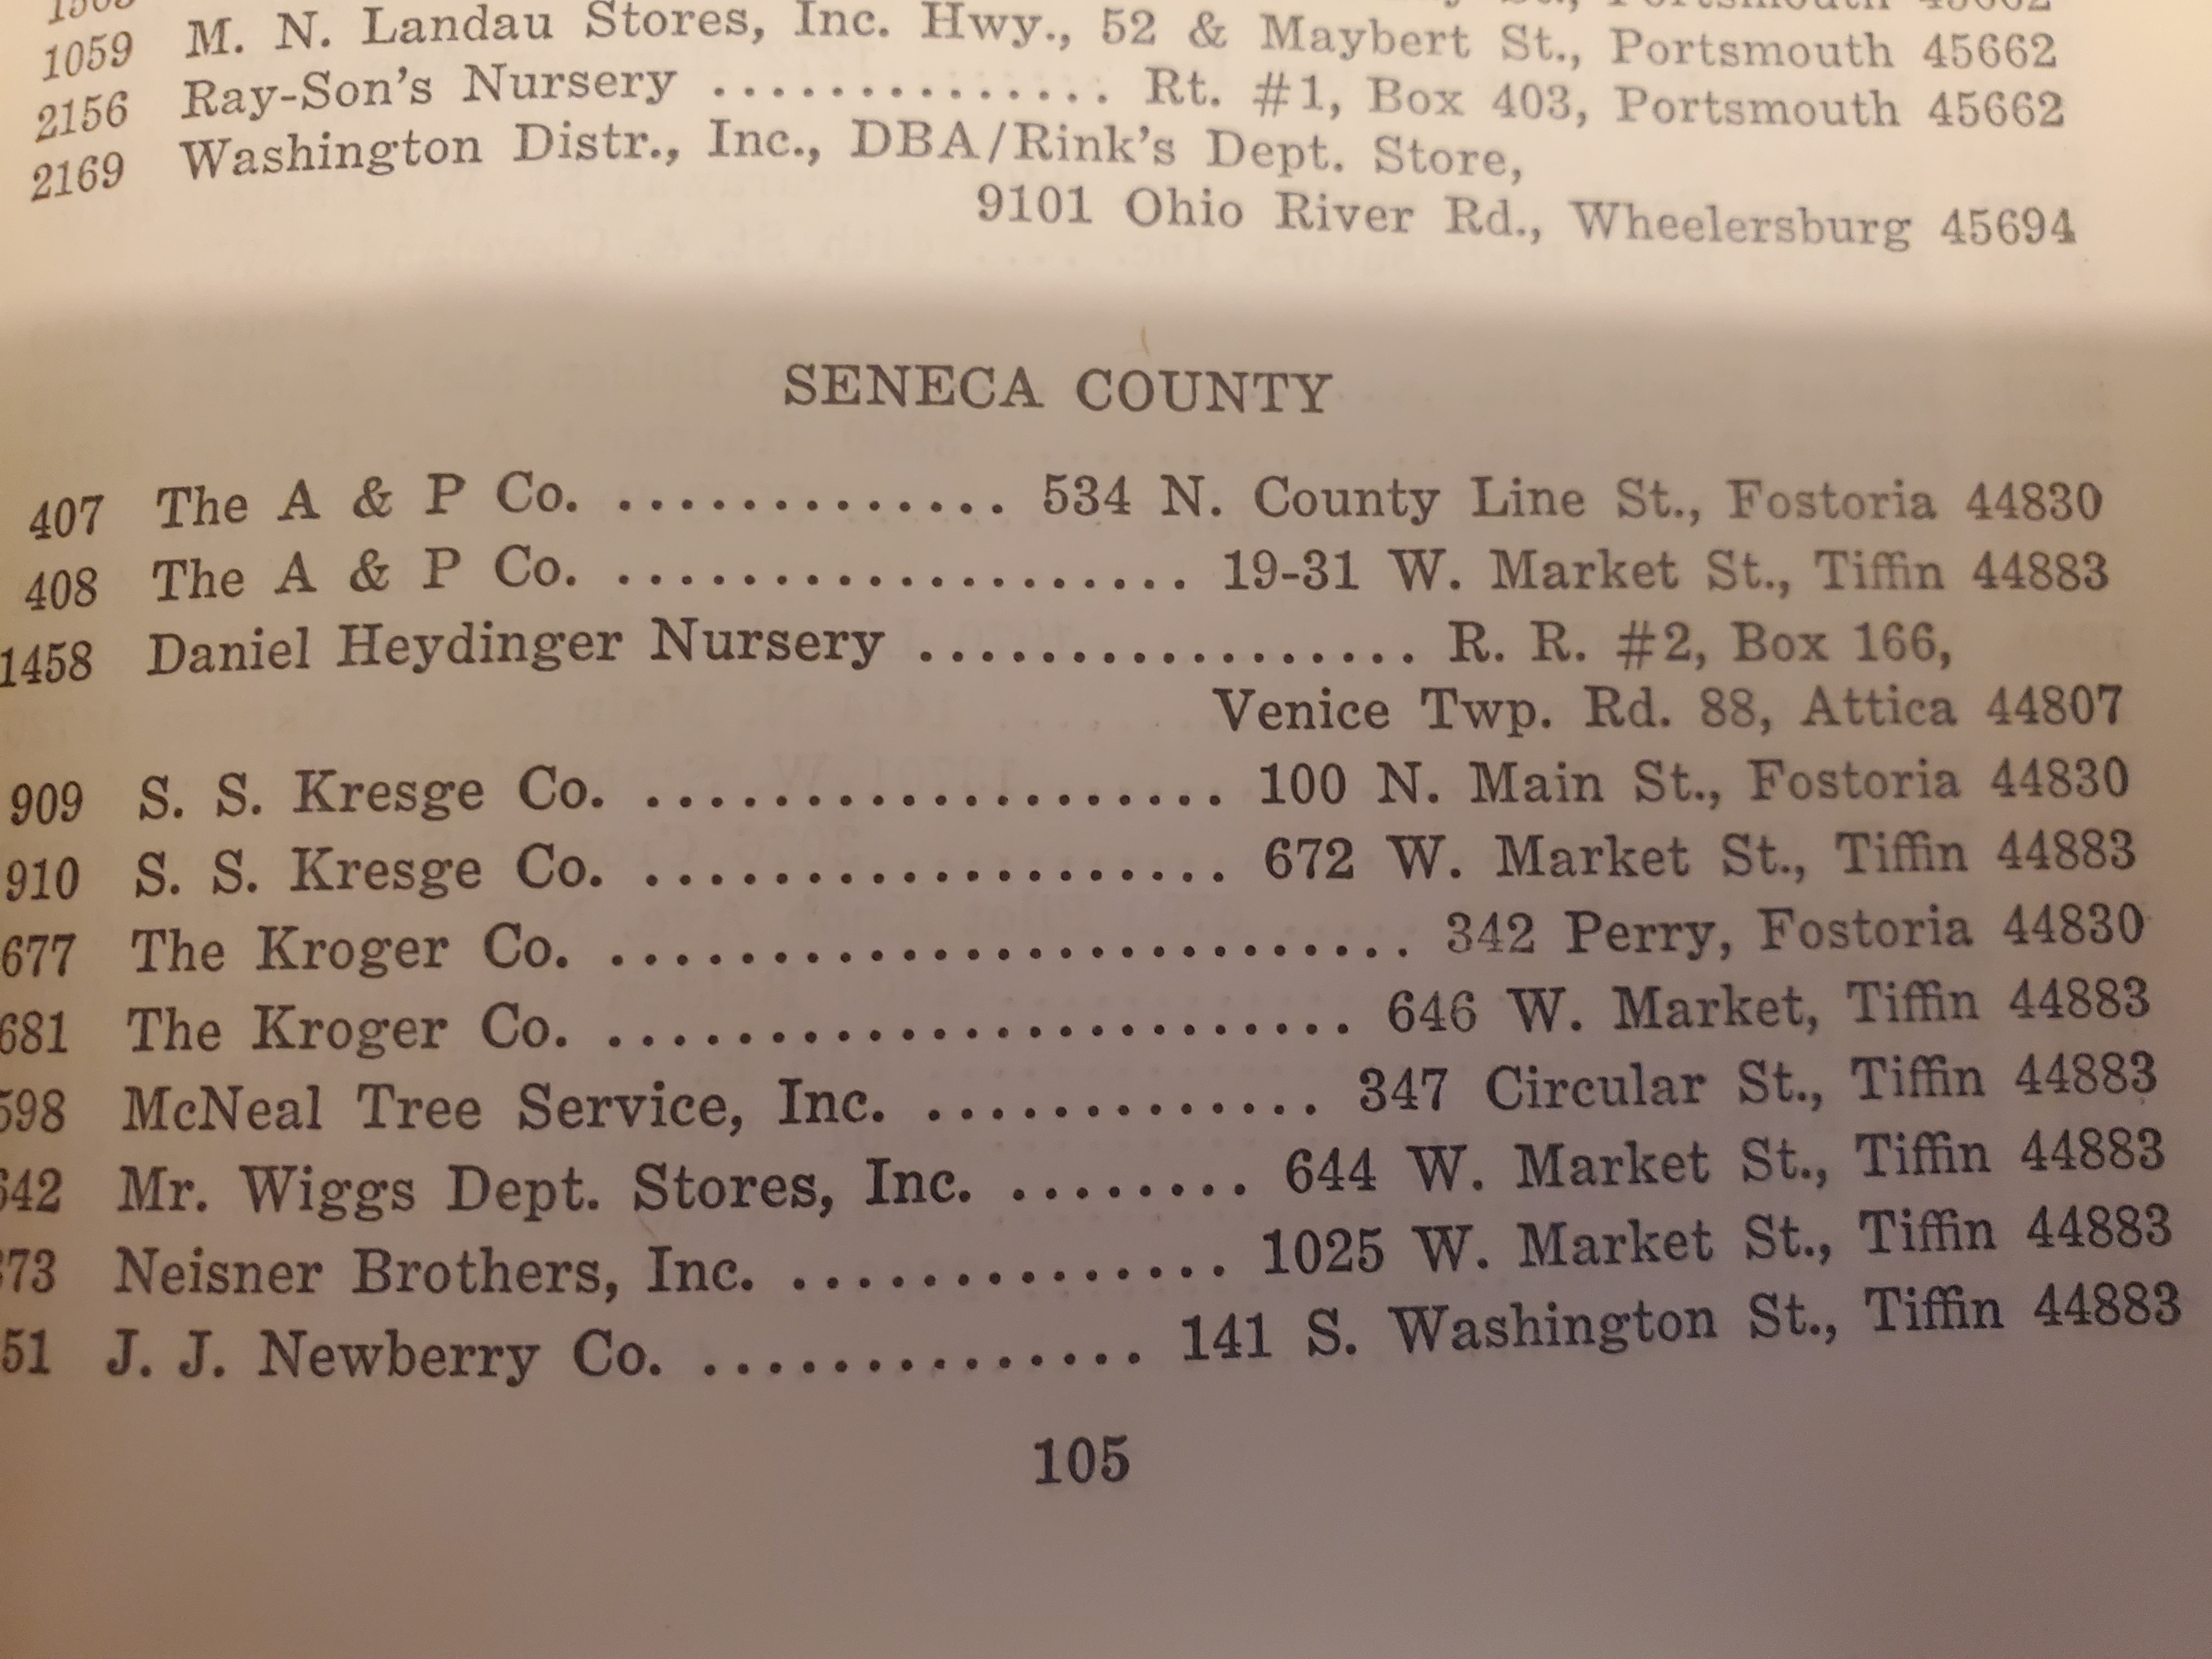 1059 M. N. Landau Stores, Inc. Hwy., 52 & Maybert St., Portsmouth 45662
2156 Ray-Son's Nursery .............. Rt. #1, Box 403, Portsmouth 45662
2169 Washington Distr., Inc., DBA/Rink's Dept. Store,
9101 Ohio River Rd., Wheelersburg 45694
SENECA COUNTY
407 The A & P Co. ............. 534 N. County Line St., Fostoria 44830
408 The A & P Co. ................... 19-31 W. Market St., Tiffin 44883
1458 Daniel Heydinger Nursery ................. R. R. #2, Box 166,
Venice Twp. Rd. 88, Attica 44807
909 S. S. Kresge Co. .................... 100 N. Main St., Fostoria 44830
910 S. S. Kresge Co. .................... 672 W. Market St., Tiffin 44883
677 The Kroger Co. ........................... 342 Perry, Fostoria 44830
681 The Kroger Co. ......................... 646 W. Market, Tiffin 44883
598 McNeal Tree Service, Inc. ............. 347 Circular St., Tiffin 44883
642 Mr. Wiggs Dept. Stores, Inc. ........ 644 W. Market St., Tiffin 44883
73 Neisner Brothers, Inc. .............. 1025 W. Market St., Tiffin 44883
51 J. J. Newberry Co. ............... 141 S. Washington St., Tiffin 44883
105